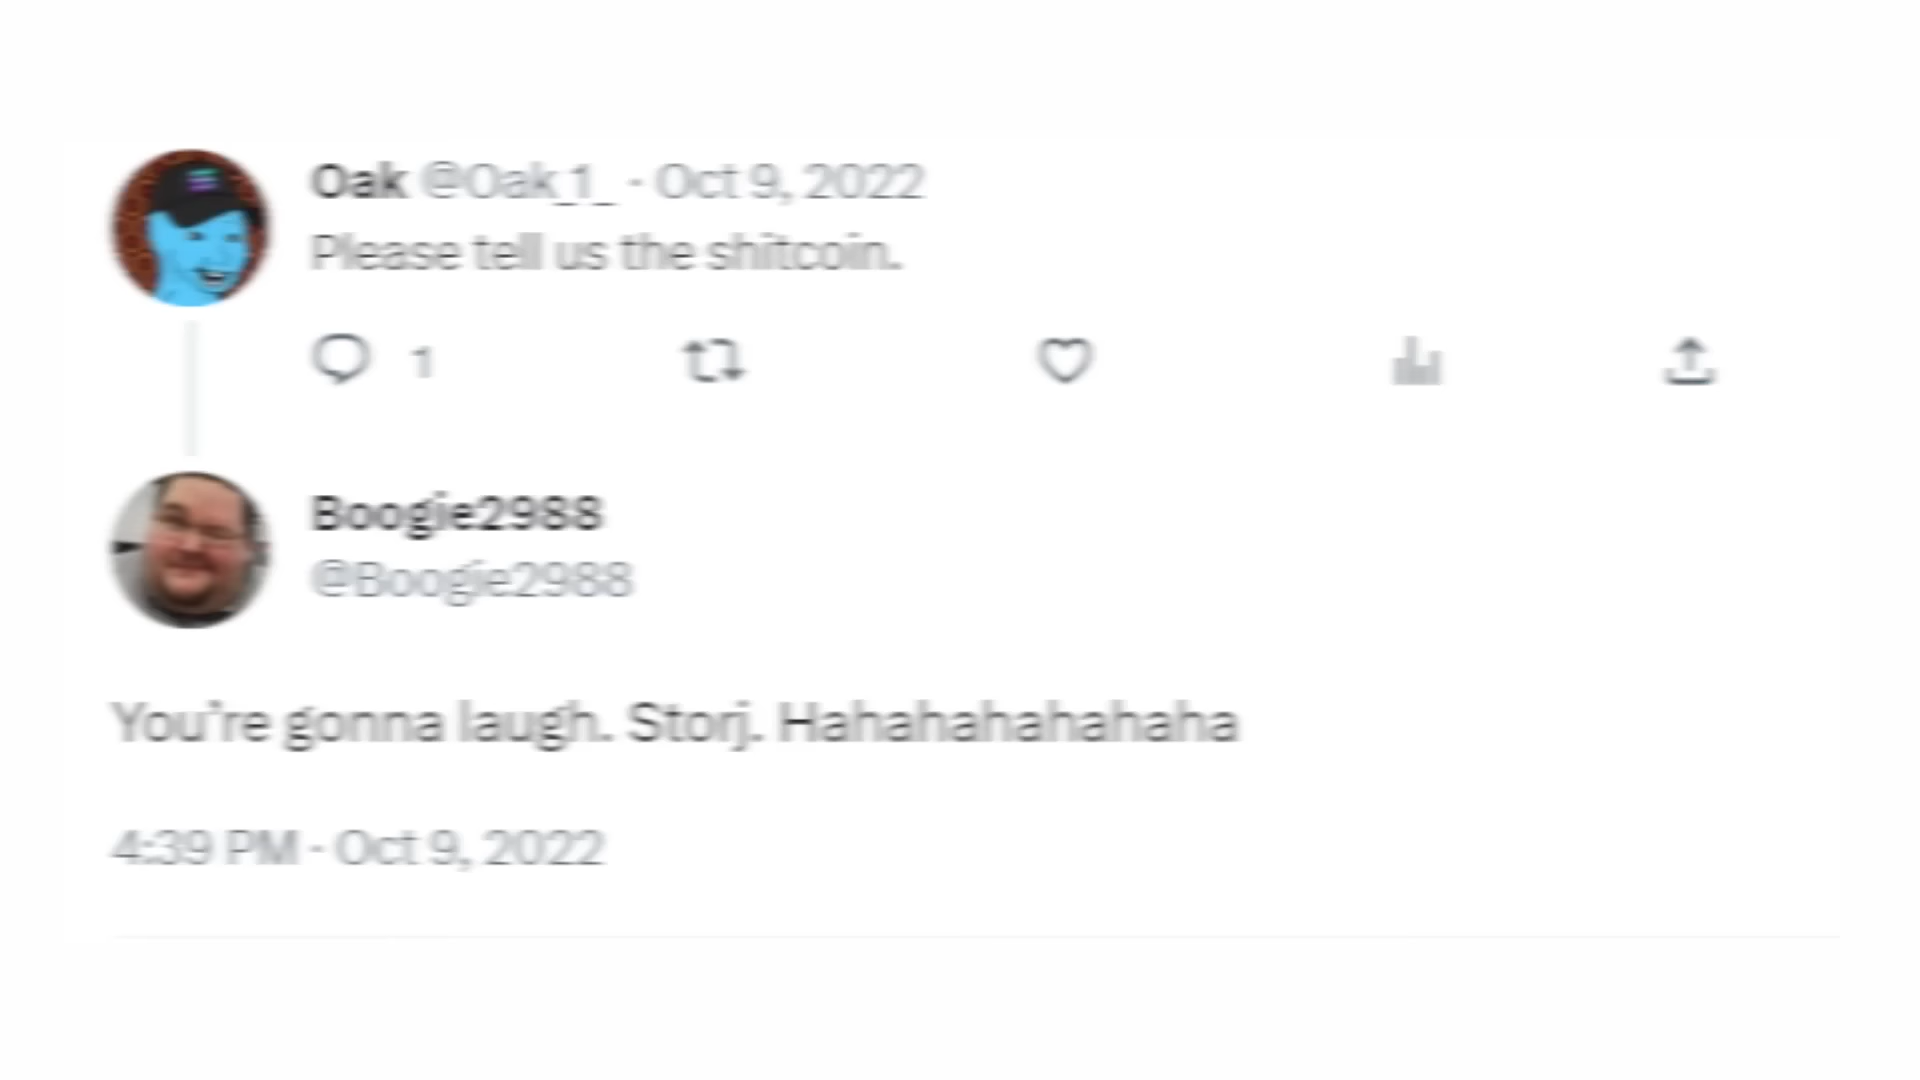 Oak @Oak_1_ · Oct 9, 2022
Please tell us the shitcoin.
1
Boogie2988
@Boogie2988
You're gonna laugh. Storj. Hahahahahahaha
4:39 PM · Oct 9, 2022